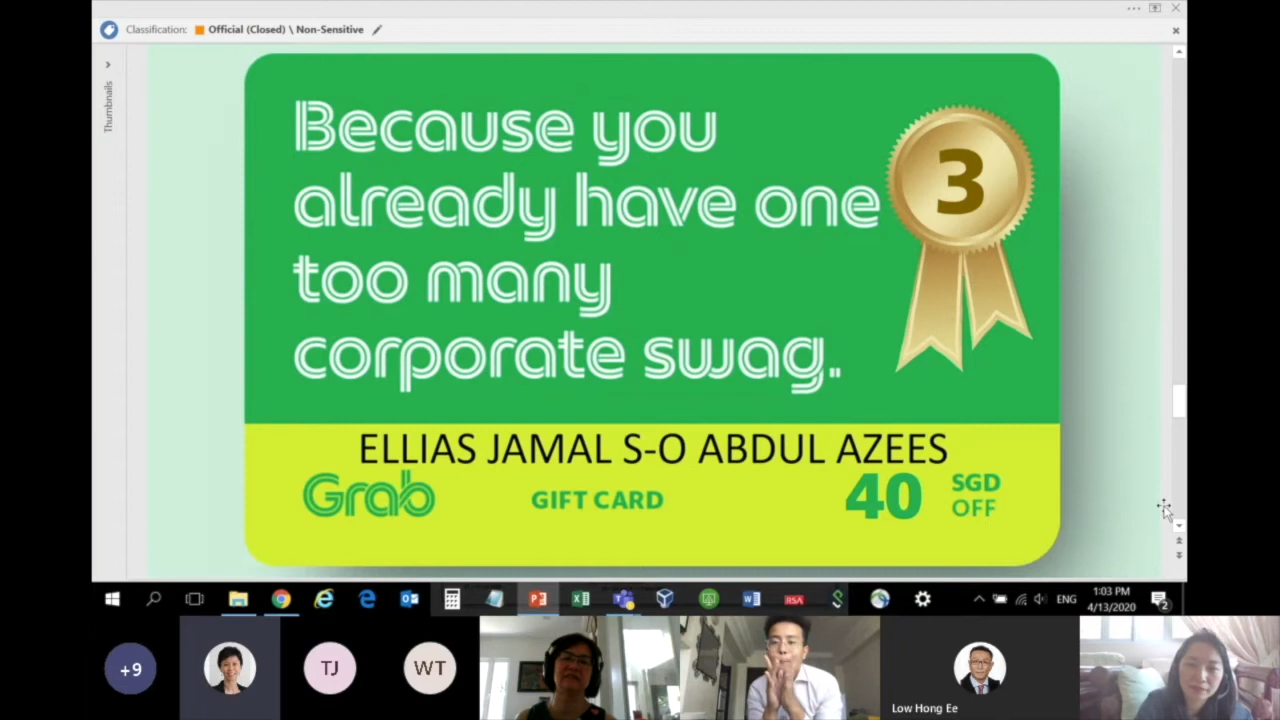 Classification: Official (Closed) \ Non-Sensitive
Thumbnails
Because you
already have one
too many
corporate swag.
3
ELLIAS JAMAL S-O ABDUL AZEES
Grab
GIFT CARD
40
SGD
OFF
RSA
ENG
1:03 PM
4/13/2020
2
+9
TJ
WT
Low Hong Ee